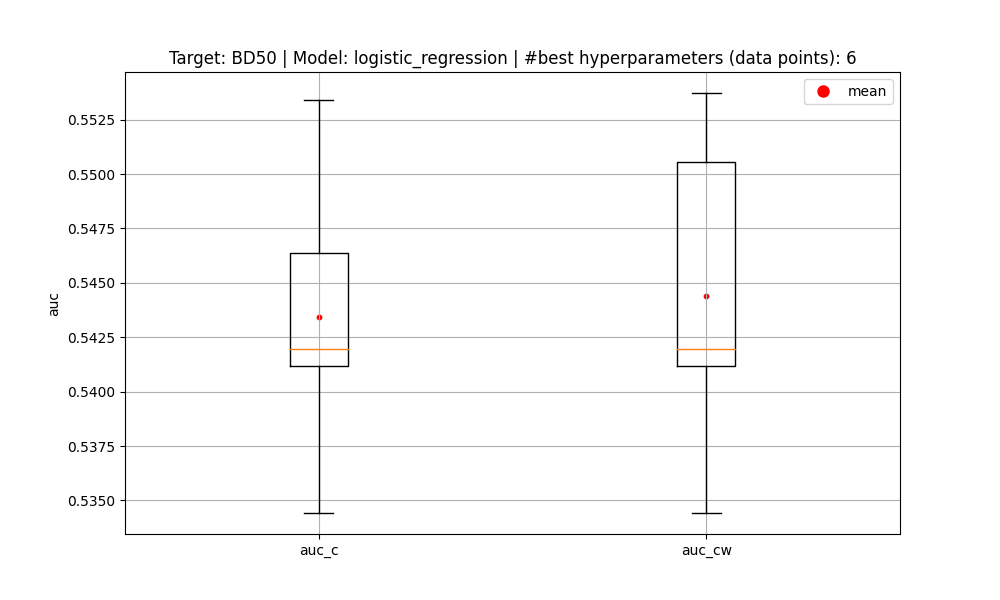 Target: BD50 | Model: logistic_regression | #best hyperparameters (data points): 6
mean
0.5525
0.5500
0.5475
0.5450
0.5425
0.5400
0.5375
0.5350
auc
auc_c
auc_cw